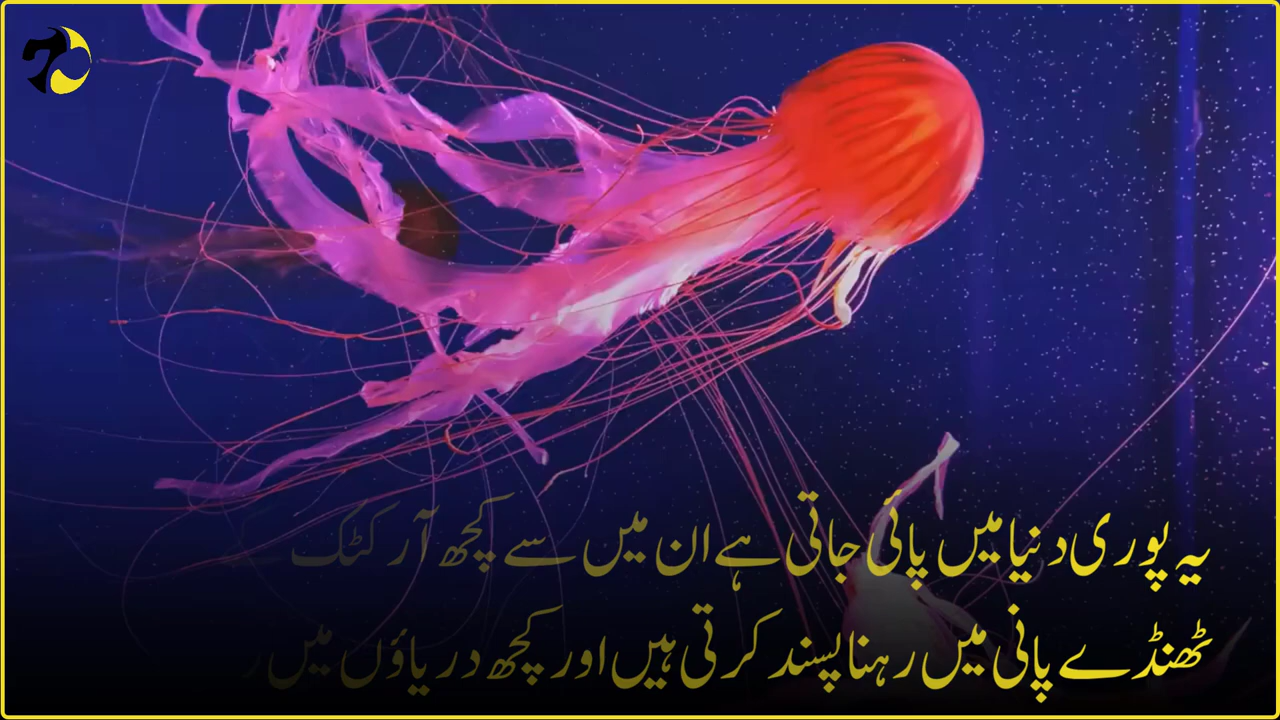 یہ پوری دنیا میں پائی جاتی ہے ان میں سے کچھ آرکٹک
ٹھنڈے پانی میں رہنا پسند کرتی ہیں اور کچھ دریاؤں میں